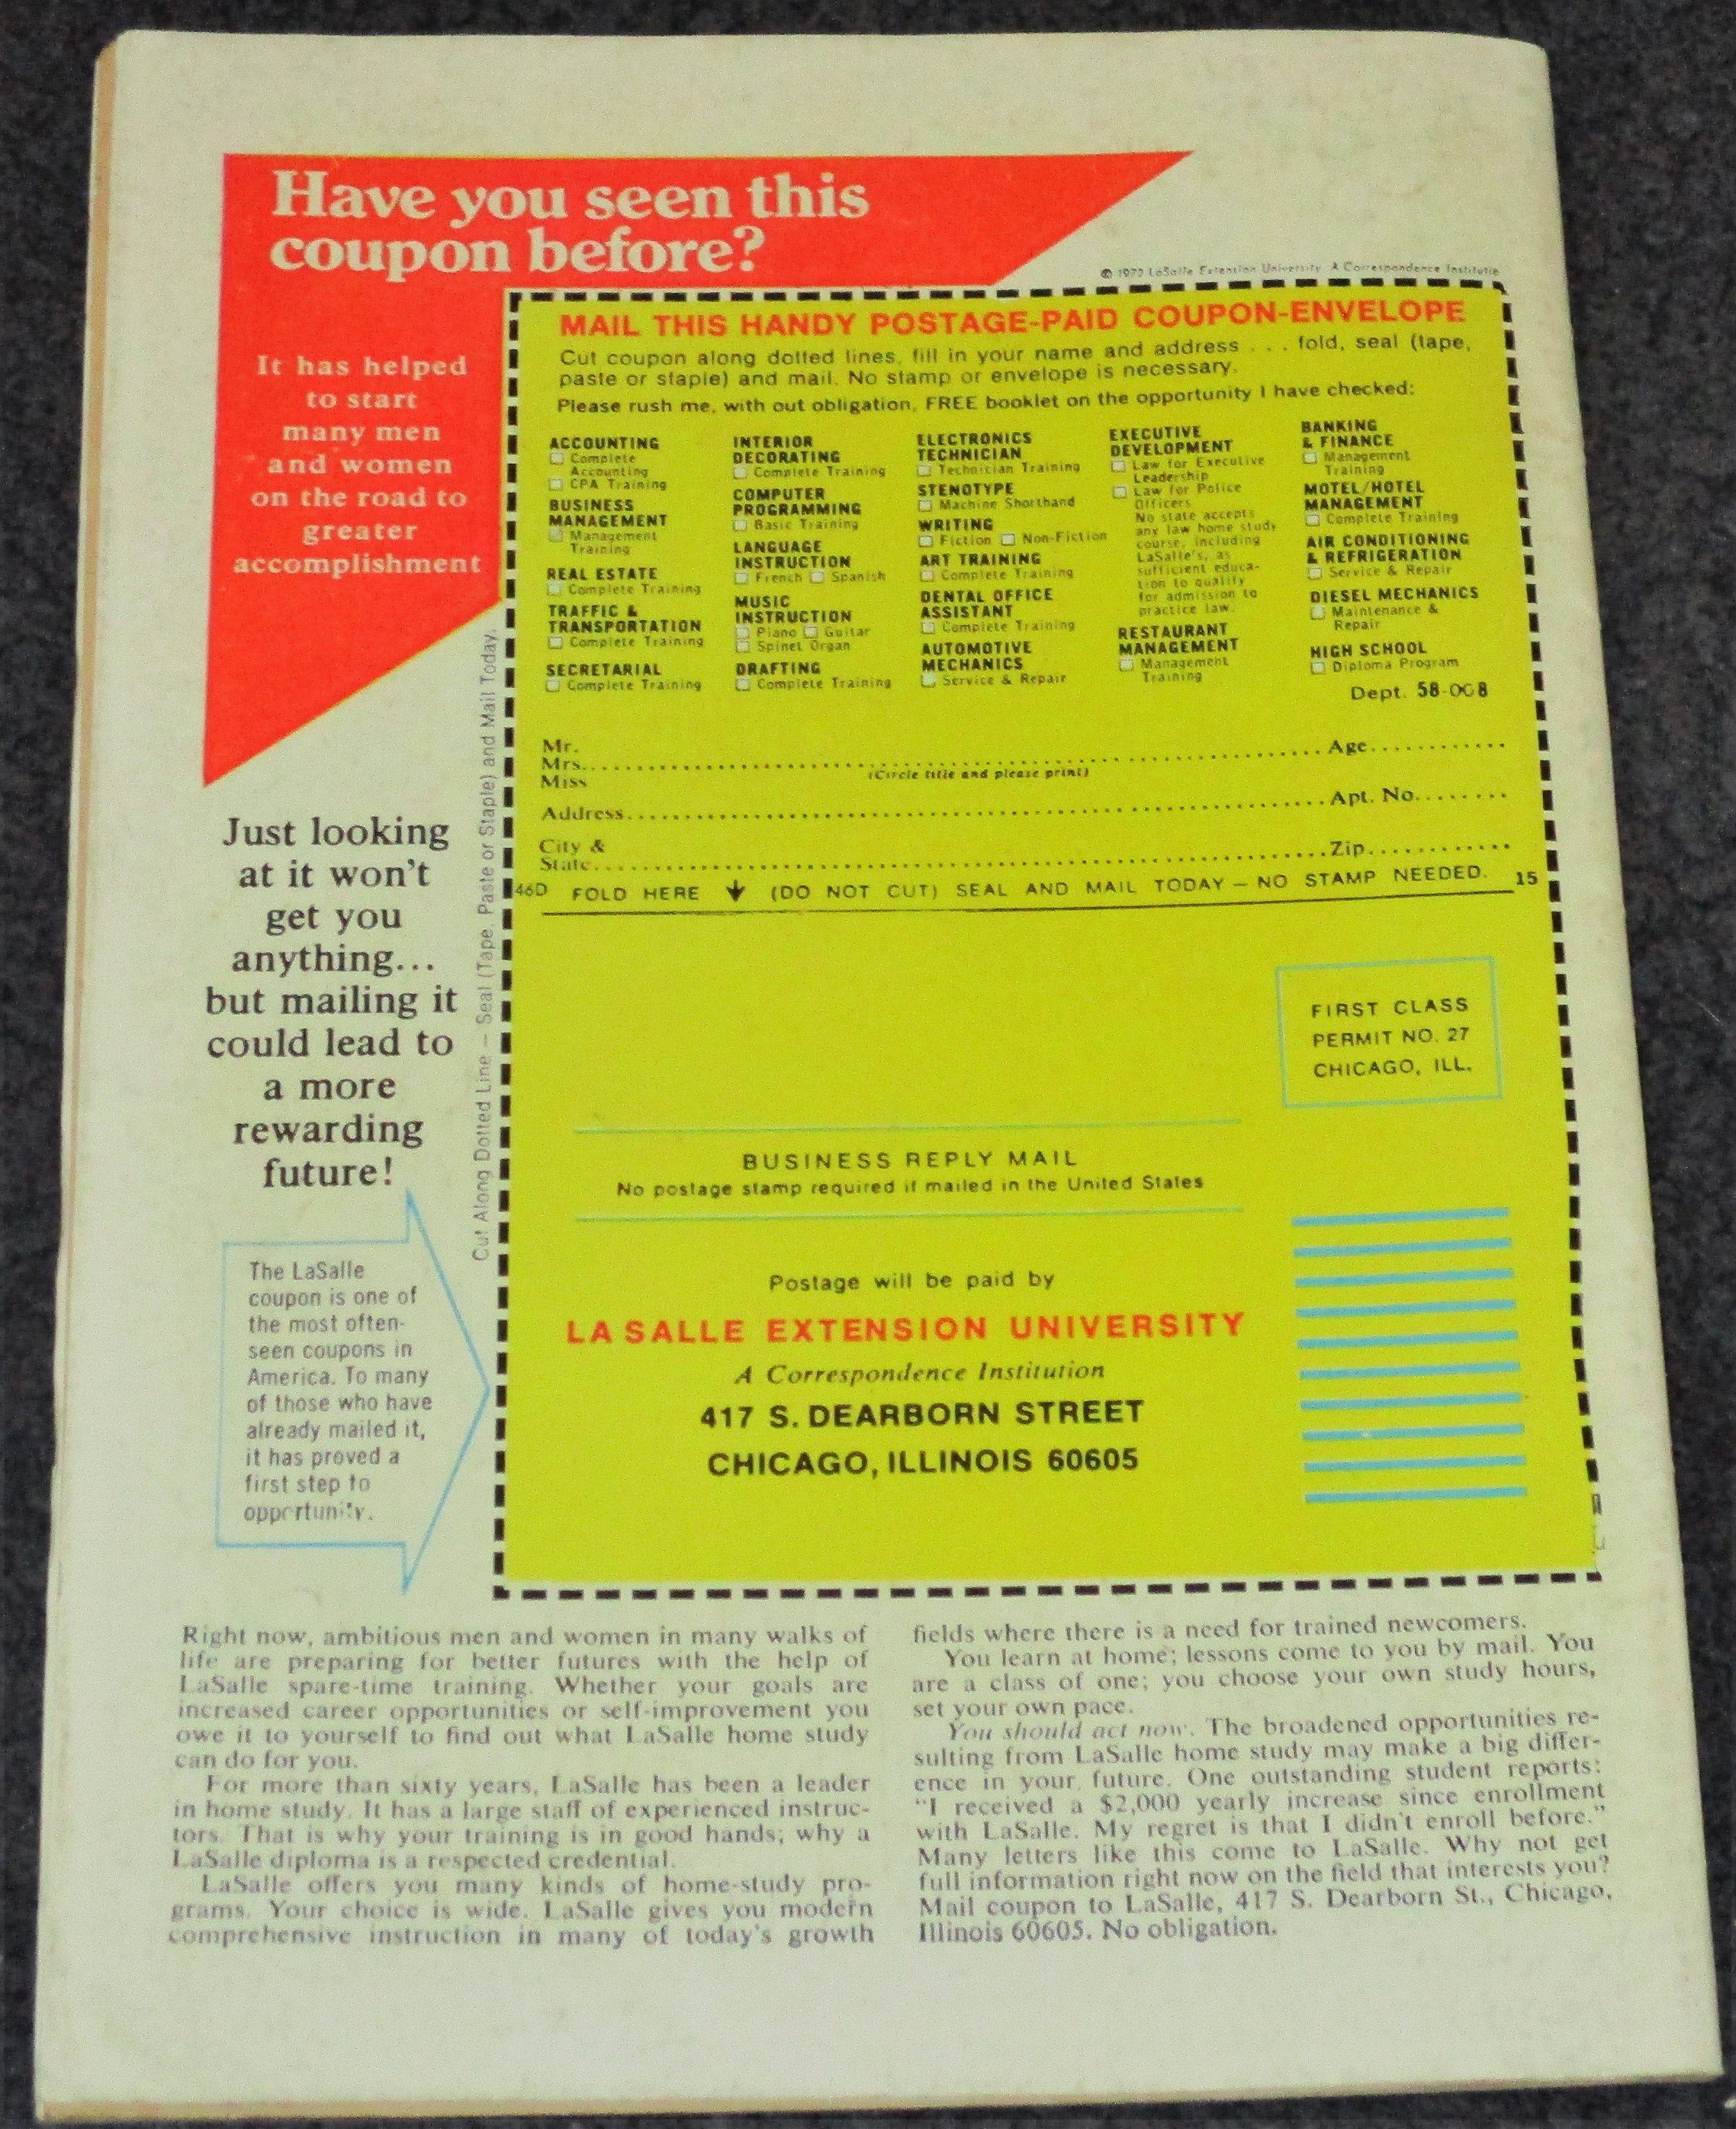 Have you seen this
coupon before?
It has helped
to start
many men
and women
on the road to
greater
accomplishment
Just looking
at it won't
get you
anything...
but mailing it
could lead to
a more
rewarding
future!
The LaSalle
coupon is one of
the most often-
seen coupons in
America. To many
of those who have
already mailed it,
it has proved a
first step to
opportunity.
Cut Along Dotted Line – Seal (Tape, Paste or Staple) and Mail Today.
LaSalle Extension University. A Correspondence Institutie
MAIL THIS HANDY POSTAGE-PAID COUPON-ENVELOPE
Cut coupon along dotted lines, fill in your name and address . . . fold, seal (tape,
paste or staple) and mail. No stamp or envelope is necessary.
Please rush me, with out obligation, FREE booklet on the opportunity I have checked:
ACCOUNTING
Complete
Accounting
CPA Training
BUSINESS
MANAGEMENT
Management
Training
REAL ESTATE
Complete Training
TRAFFIC &
TRANSPORTATION
Complete Training
SECRETARIAL
Complete Training
INTERIOR
DECORATING
Complete Training
COMPUTER
PROGRAMMING
Basic Training
LANGUAGE
INSTRUCTION
French Spanish
MUSIC
INSTRUCTION
Piano Guitar
Spinet Organ
DRAFTING
Complete Training
ELECTRONICS
TECHNICIAN
Technician Training
STENOTYPE
Machine Shorthand
WRITING
Fiction Non-Fiction
ART TRAINING
Complete Training
DENTAL OFFICE
ASSISTANT
Complete Training
AUTOMOTIVE
MECHANICS
Service & Repair
EXECUTIVE
DEVELOPMENT
Law for Executive
Leadership
Law for Police
Officers
No state accepts
any law home study
course, including
LaSalle's, as
sufficient educa-
tion to qualify
for admission to
practice law.
RESTAURANT
MANAGEMENT
Management
Training
BANKING
& FINANCE
Management
Training
MOTEL/HOTEL
MANAGEMENT
Complete Training
AIR CONDITIONING
& REFRIGERATION
Service & Repair
DIESEL MECHANICS
Maintenance &
Repair
HIGH SCHOOL
Diploma Program
Dept. 58-008
Mr.
Mrs.
Miss
(Circle title and please print)
Age
Address
Apt. No.
City &
State
Zip
46D FOLD HERE (DO NOT CUT) SEAL AND MAIL TODAY – NO STAMP NEEDED. 15
FIRST CLASS
PERMIT NO. 27
CHICAGO, ILL.
BUSINESS REPLY MAIL
No postage stamp required if mailed in the United States
Postage will be paid by
LA SALLE EXTENSION UNIVERSITY
A Correspondence Institution
417 S. DEARBORN STREET
CHICAGO, ILLINOIS 60605
Right now, ambitious men and women in many walks of
life are preparing for better futures with the help of
LaSalle spare-time training. Whether your goals are
increased career opportunities or self-improvement you
owe it to yourself to find out what LaSalle home study
can do for you.
For more than sixty years, LaSalle has been a leader
in home study. It has a large staff of experienced instruc-
tors. That is why your training is in good hands; why a
LaSalle diploma is a respected credential.
LaSalle offers you many kinds of home-study pro-
grams. Your choice is wide. LaSalle gives you modern
comprehensive instruction in many of today's growth
fields where there is a need for trained newcomers.
You learn at home; lessons come to you by mail. You
are a class of one; you choose your own study hours,
set your own pace.
You should act now. The broadened opportunities re-
sulting from LaSalle home study may make a big differ-
ence in your future. One outstanding student reports:
"I received a $2,000 yearly increase since enrollment
with LaSalle. My regret is that I didn't enroll before."
Many letters like this come to LaSalle. Why not get
full information right now on the field that interests you?
Mail coupon to LaSalle, 417 S. Dearborn St., Chicago,
Illinois 60605. No obligation.